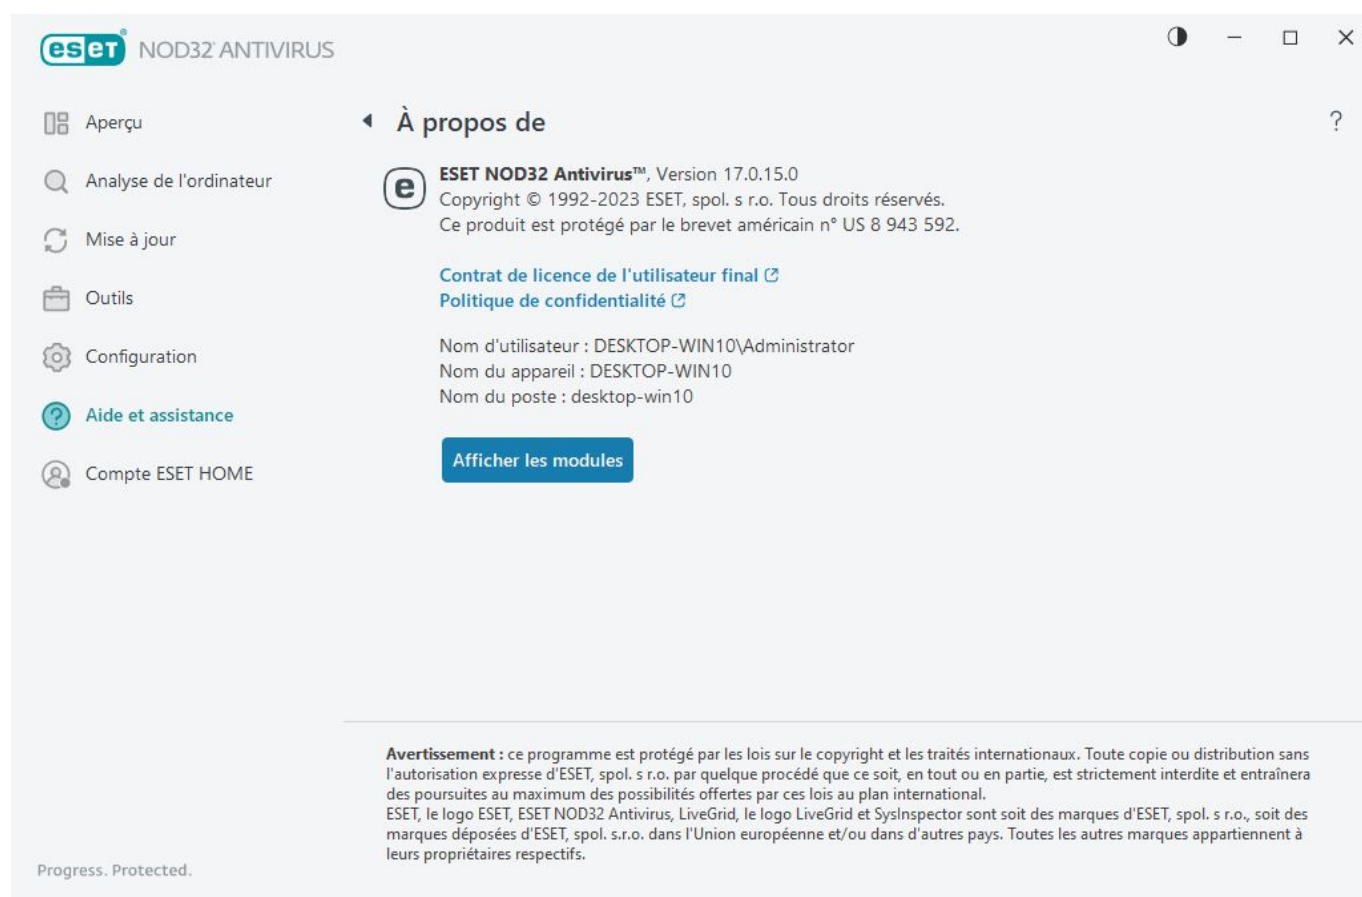 eset NOD32 ANTIVIRUS
Aperçu
Analyse de l'ordinateur
Mise à jour
Outils
Configuration
Aide et assistance
Compte ESET HOME
À propos de
?
ESET NOD32 Antivirus™, Version 17.0.15.0
Copyright © 1992-2023 ESET, spol. s r.o. Tous droits réservés.
Ce produit est protégé par le brevet américain n° US 8 943 592.
Contrat de licence de l'utilisateur final
Politique de confidentialité
Nom d'utilisateur : DESKTOP-WIN10\Administrator
Nom du appareil : DESKTOP-WIN10
Nom du poste : desktop-win10
Afficher les modules
Avertissement : ce programme est protégé par les lois sur le copyright et les traités internationaux. Toute copie ou distribution sans
l'autorisation expresse d'ESET, spol. s r.o. par quelque procédé que ce soit, en tout ou en partie, est strictement interdite et entraînera
des poursuites au maximum des possibilités offertes par ces lois au plan international.
ESET, le logo ESET, ESET NOD32 Antivirus, LiveGrid, le logo LiveGrid et SysInspector sont soit des marques d'ESET, spol. s r.o., soit des
marques déposées d'ESET, spol. s.r.o. dans l'Union européenne et/ou dans d'autres pays. Toutes les autres marques appartiennent à
leurs propriétaires respectifs.
Progress. Protected.